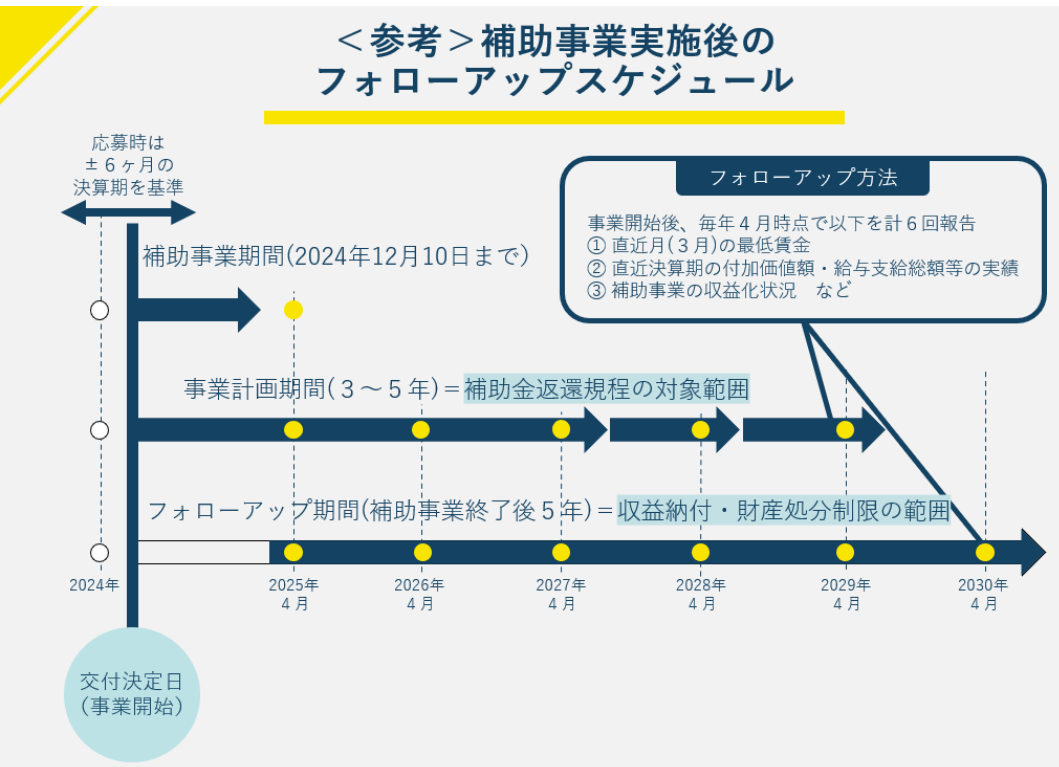 ＜参考＞補助事業実施後の
フォローアップスケジュール
応募時は
±６ヶ月の
決算期を基準
フォローアップ方法
事業開始後、毎年４月時点で以下を計６回報告
① 直近月(３月)の最低賃金
② 直近決算期の付加価値額・給与支給総額等の実績
③ 補助事業の収益化状況　など
補助事業期間(2024年12月10日まで)
事業計画期間(３～５年)＝補助金返還規程の対象範囲
フォローアップ期間(補助事業終了後５年)＝収益納付・財産処分制限の範囲
2024年
2025年
４月
2026年
４月
2027年
４月
2028年
４月
2029年
４月
2030年
４月
交付決定日
(事業開始)